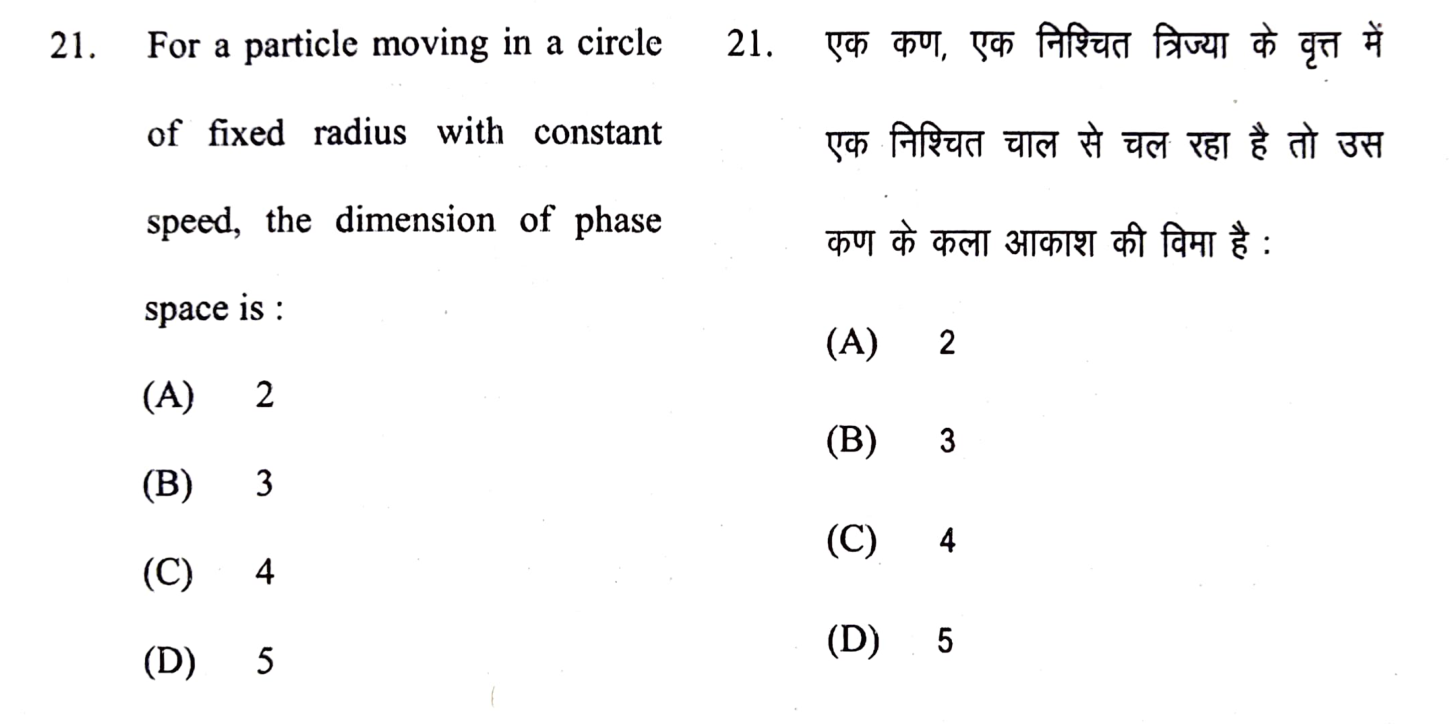 21. For a particle moving in a circle
of fixed radius with constant
speed, the dimension of phase
space is :
(A) 2
(B) 3
(C) 4
(D) 5
21. एक कण, एक निश्चित त्रिज्या के वृत्त में
एक निश्चित चाल से चल रहा है तो उस
कण के कला आकाश की विमा है :
(A) 2
(B) 3
(C) 4
(D) 5